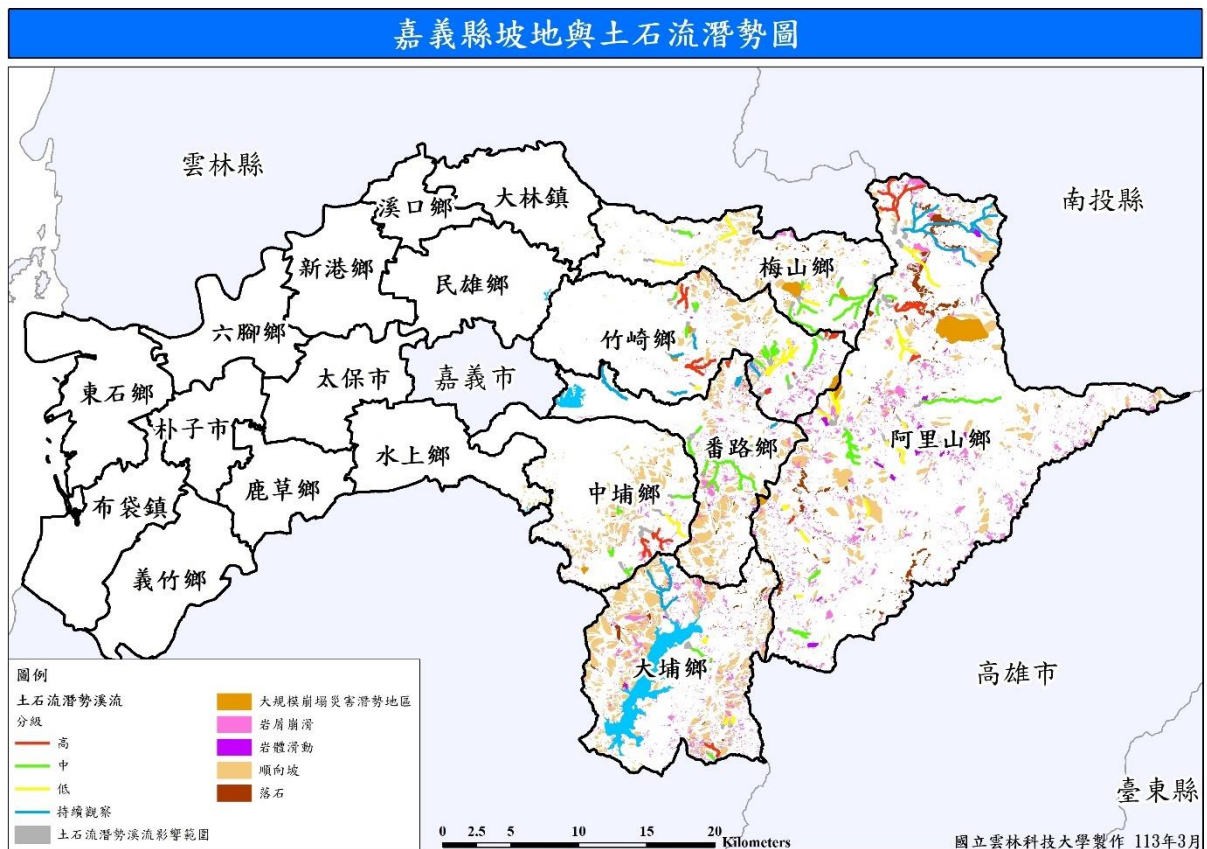 嘉義縣坡地與土石流潛勢圖
雲林縣
南投縣
溪口鄉
大林鎮
新港鄉
民雄鄉
梅山鄉
六腳鄉
竹崎鄉
太保市
嘉義市
東石鄉
朴子市
阿里山鄉
水上鄉
番路鄉
鹿草鄉
中埔鄉
布袋鎮
義竹鄉
大埔鄉
高雄市
臺東縣
圖例
土石流潛勢溪流
分級
高
中
低
持續觀察
土石流潛勢溪流影響範圍
大規模崩塌災害潛勢地區
岩屑崩滑
岩體滑動
順向坡
落石
0 2.5 5 10 15 20
Kilometers
國立雲林科技大學製作 113年3月